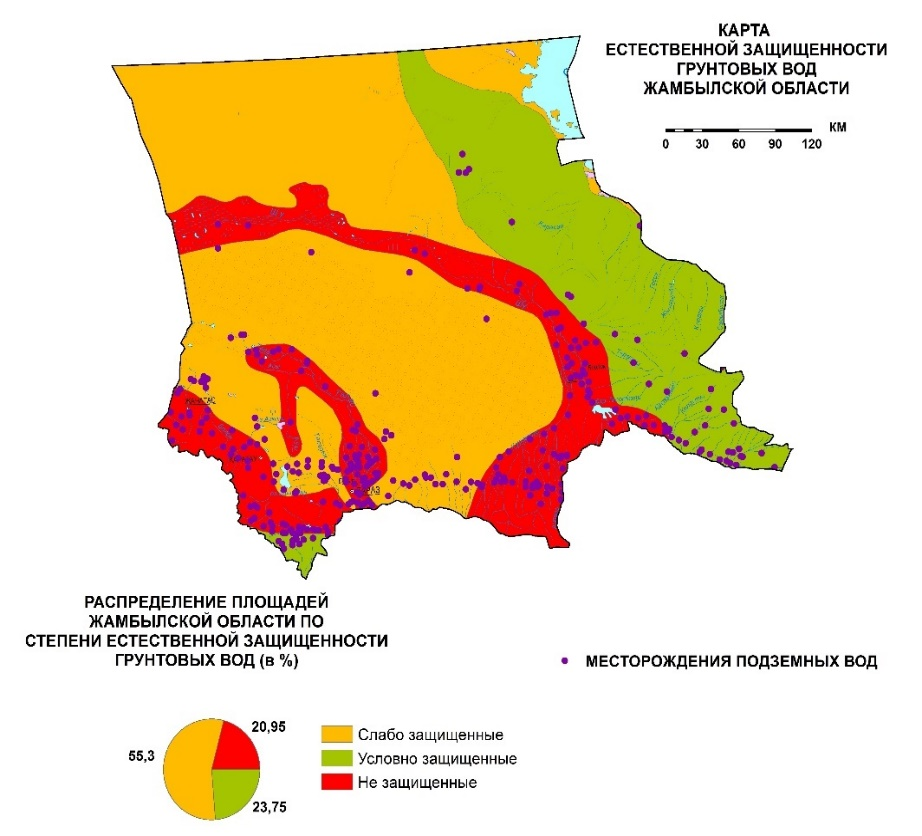 КАРТА
ЕСТЕСТВЕННОЙ ЗАЩИЩЕННОСТИ
ГРУНТОВЫХ ВОД
ЖАМБЫЛСКОЙ ОБЛАСТИ
КМ
0 30 60 90 120
РАСПРЕДЕЛЕНИЕ ПЛОЩАДЕЙ
ЖАМБЫЛСКОЙ ОБЛАСТИ ПО
СТЕПЕНИ ЕСТЕСТВЕННОЙ ЗАЩИЩЕННОСТИ
ГРУНТОВЫХ ВОД (в %)
МЕСТОРОЖДЕНИЯ ПОДЗЕМНЫХ ВОД
20,95
55,3
23,75
Слабо защищенные
Условно защищенные
Не защищенные